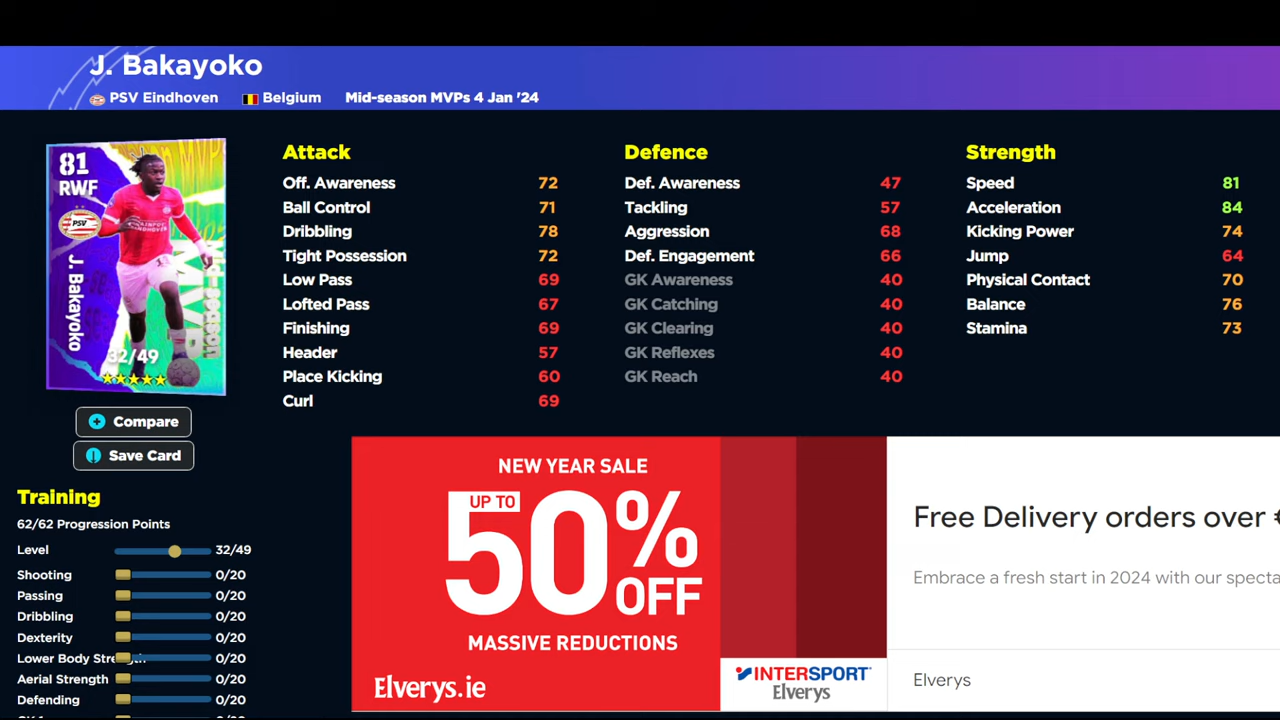 J. Bakayoko
PSV Eindhoven Belgium Mid-season MVPs 4 Jan '24
81
RWF
PSV
J. Bakayoko
Mid-season
MVP
32/49
Compare
Save Card
Training
62/62 Progression Points
Level 32/49
Shooting 0/20
Passing 0/20
Dribbling 0/20
Dexterity 0/20
Lower Body Strength 0/20
Aerial Strength 0/20
Defending 0/20
Attack
Off. Awareness 72
Ball Control 71
Dribbling 78
Tight Possession 72
Low Pass 69
Lofted Pass 67
Finishing 69
Header 57
Place Kicking 60
Curl 69
Defence
Def. Awareness 47
Tackling 57
Aggression 68
Def. Engagement 66
GK Awareness 40
GK Catching 40
GK Clearing 40
GK Reflexes 40
GK Reach 40
Strength
Speed 81
Acceleration 84
Kicking Power 74
Jump 64
Physical Contact 70
Balance 76
Stamina 73
NEW YEAR SALE
UP TO
50% OFF
MASSIVE REDUCTIONS
Elverys.ie
INTERSPORT
Elverys
Free Delivery orders over
Embrace a fresh start in 2024 with our specta
Elverys